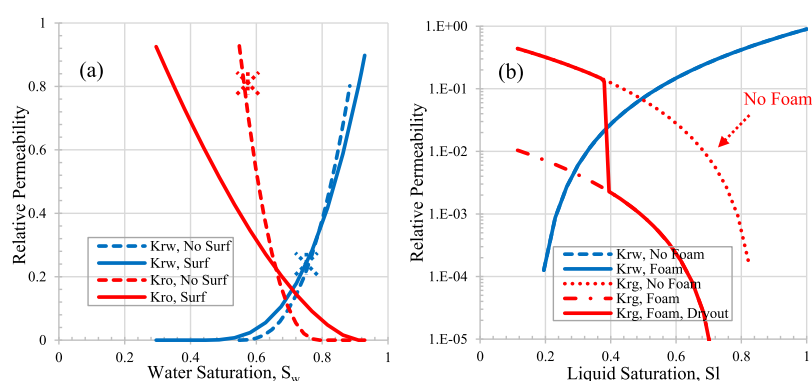 1
0.8
0.6
0.4
0.2
0
0
0.2
0.4
0.6
0.8
1
Relative Permeability
(a)
Krw, No Surf
Krw, Surf
Kro, No Surf
Kro, Surf
Water Saturation, Sw
1.E+00
1.E-01
1.E-02
1.E-03
1.E-04
1.E-05
0
0.2
0.4
0.6
0.8
1
Relative Permeability
(b)
No Foam
Krw, No Foam
Krw, Foam
Krg, No Foam
Krg, Foam
Krg, Foam, Dryout
Liquid Saturation, Sl